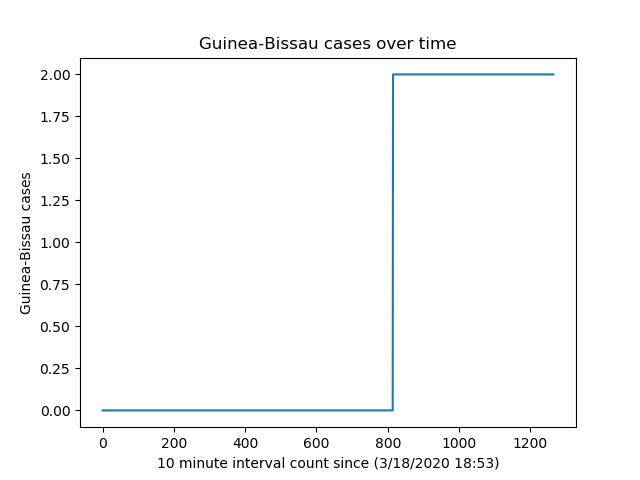 Guinea-Bissau cases over time
2.00
1.75
1.50
1.25
1.00
0.75
0.50
0.25
0.00
Guinea-Bissau cases
0 200 400 600 800 1000 1200
10 minute interval count since (3/18/2020 18:53)